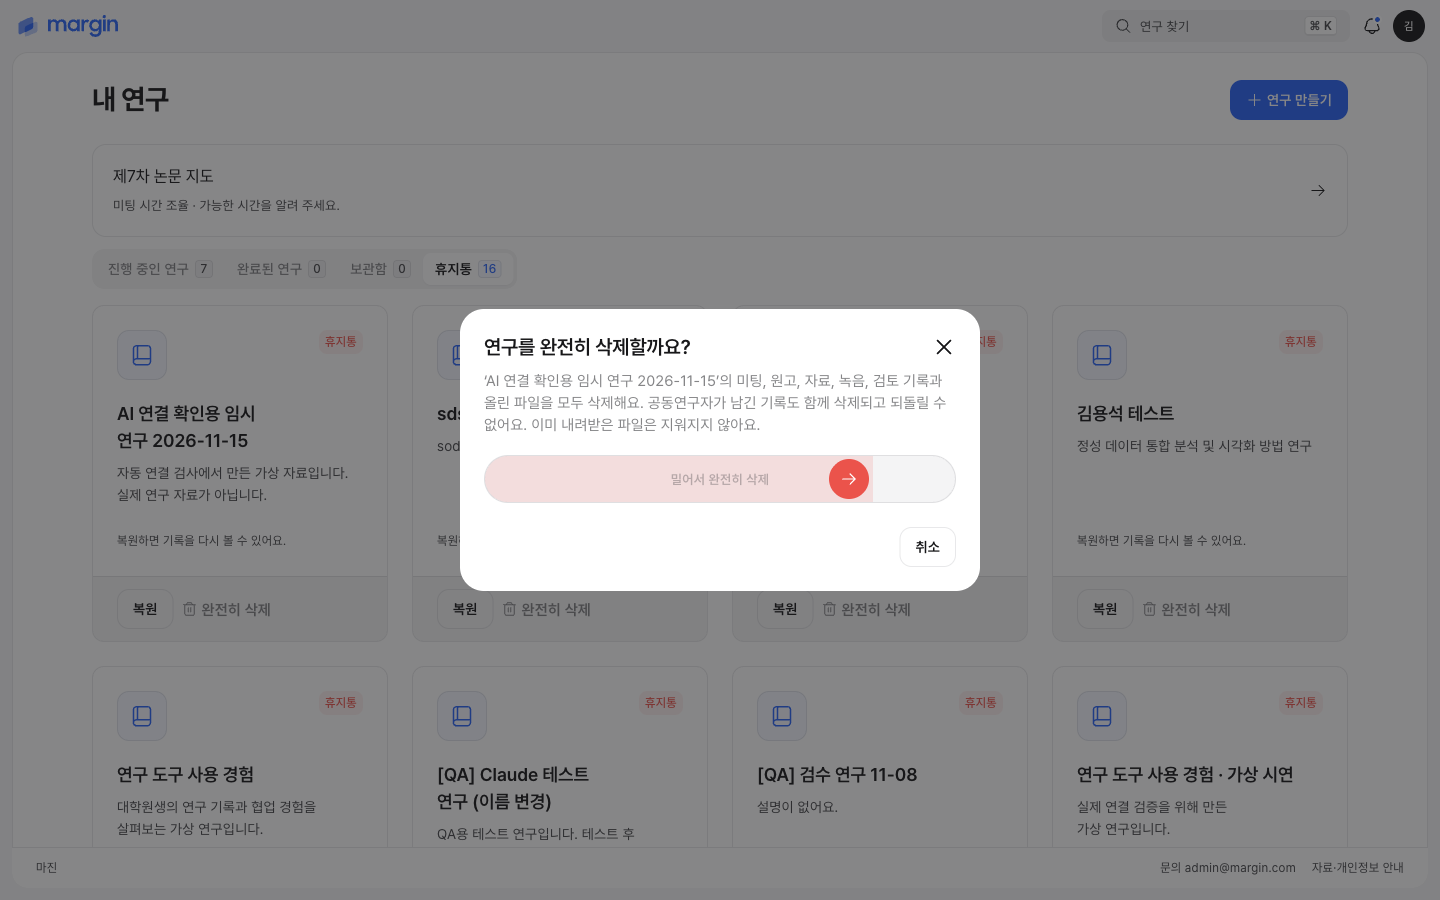 margin
연구 찾기
⌘ K
김
내 연구
연구 만들기
제7차 논문 지도
미팅 시간 조율 · 가능한 시간을 알려 주세요.
진행 중인 연구 7
완료된 연구 0
보관함 0
휴지통 16
연구를 완전히 삭제할까요?
‘AI 연결 확인용 임시 연구 2026-11-15’의 미팅, 원고, 자료, 녹음, 검토 기록과
올린 파일을 모두 삭제해요. 공동연구자가 남긴 기록도 함께 삭제되고 되돌릴 수
없어요. 이미 내려받은 파일은 지워지지 않아요.
밀어서 완전히 삭제
취소
휴지통
AI 연결 확인용 임시
연구 2026-11-15
자동 연결 검사에서 만든 가상 자료입니다.
실제 연구 자료가 아닙니다.
복원하면 기록을 다시 볼 수 있어요.
복원
완전히 삭제
복원
완전히 삭제
복원
완전히 삭제
휴지통
김용석 테스트
정성 데이터 통합 분석 및 시각화 방법 연구
복원하면 기록을 다시 볼 수 있어요.
복원
완전히 삭제
휴지통
연구 도구 사용 경험
대학원생의 연구 기록과 협업 경험을
살펴보는 가상 연구입니다.
휴지통
[QA] Claude 테스트
연구 (이름 변경)
QA용 테스트 연구입니다. 테스트 후
휴지통
[QA] 검수 연구 11-08
설명이 없어요.
휴지통
연구 도구 사용 경험 · 가상 시연
실제 연결 검증을 위해 만든
가상 연구입니다.
마진
문의 admin@margin.com
자료·개인정보 안내